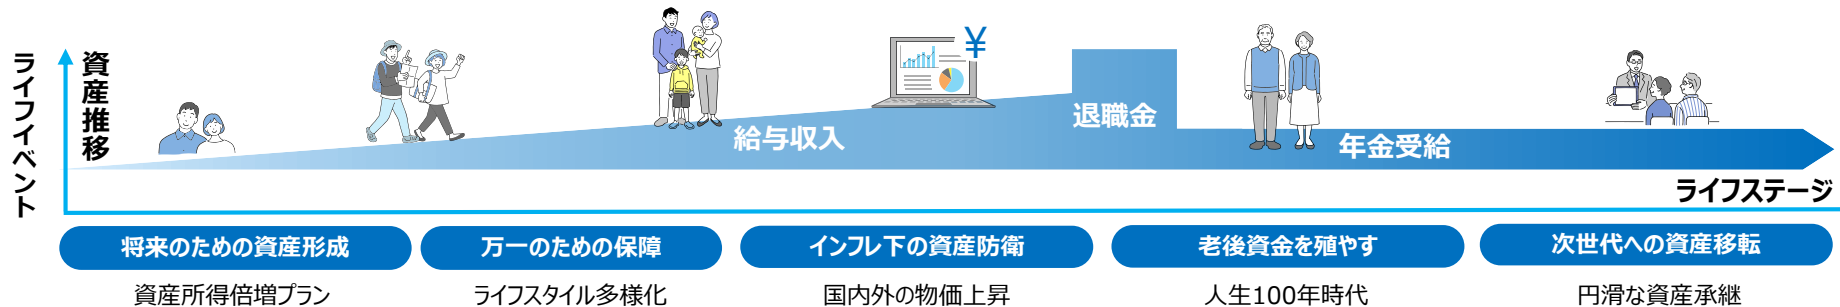 ライフイベント
資産推移
¥
給与収入
退職金
年金受給
ライフステージ
将来のための資産形成
万一のための保障
インフレ下の資産防衛
老後資金を殖やす
次世代への資産移転
資産所得倍増プラン
ライフスタイル多様化
国内外の物価上昇
人生100年時代
円滑な資産承継